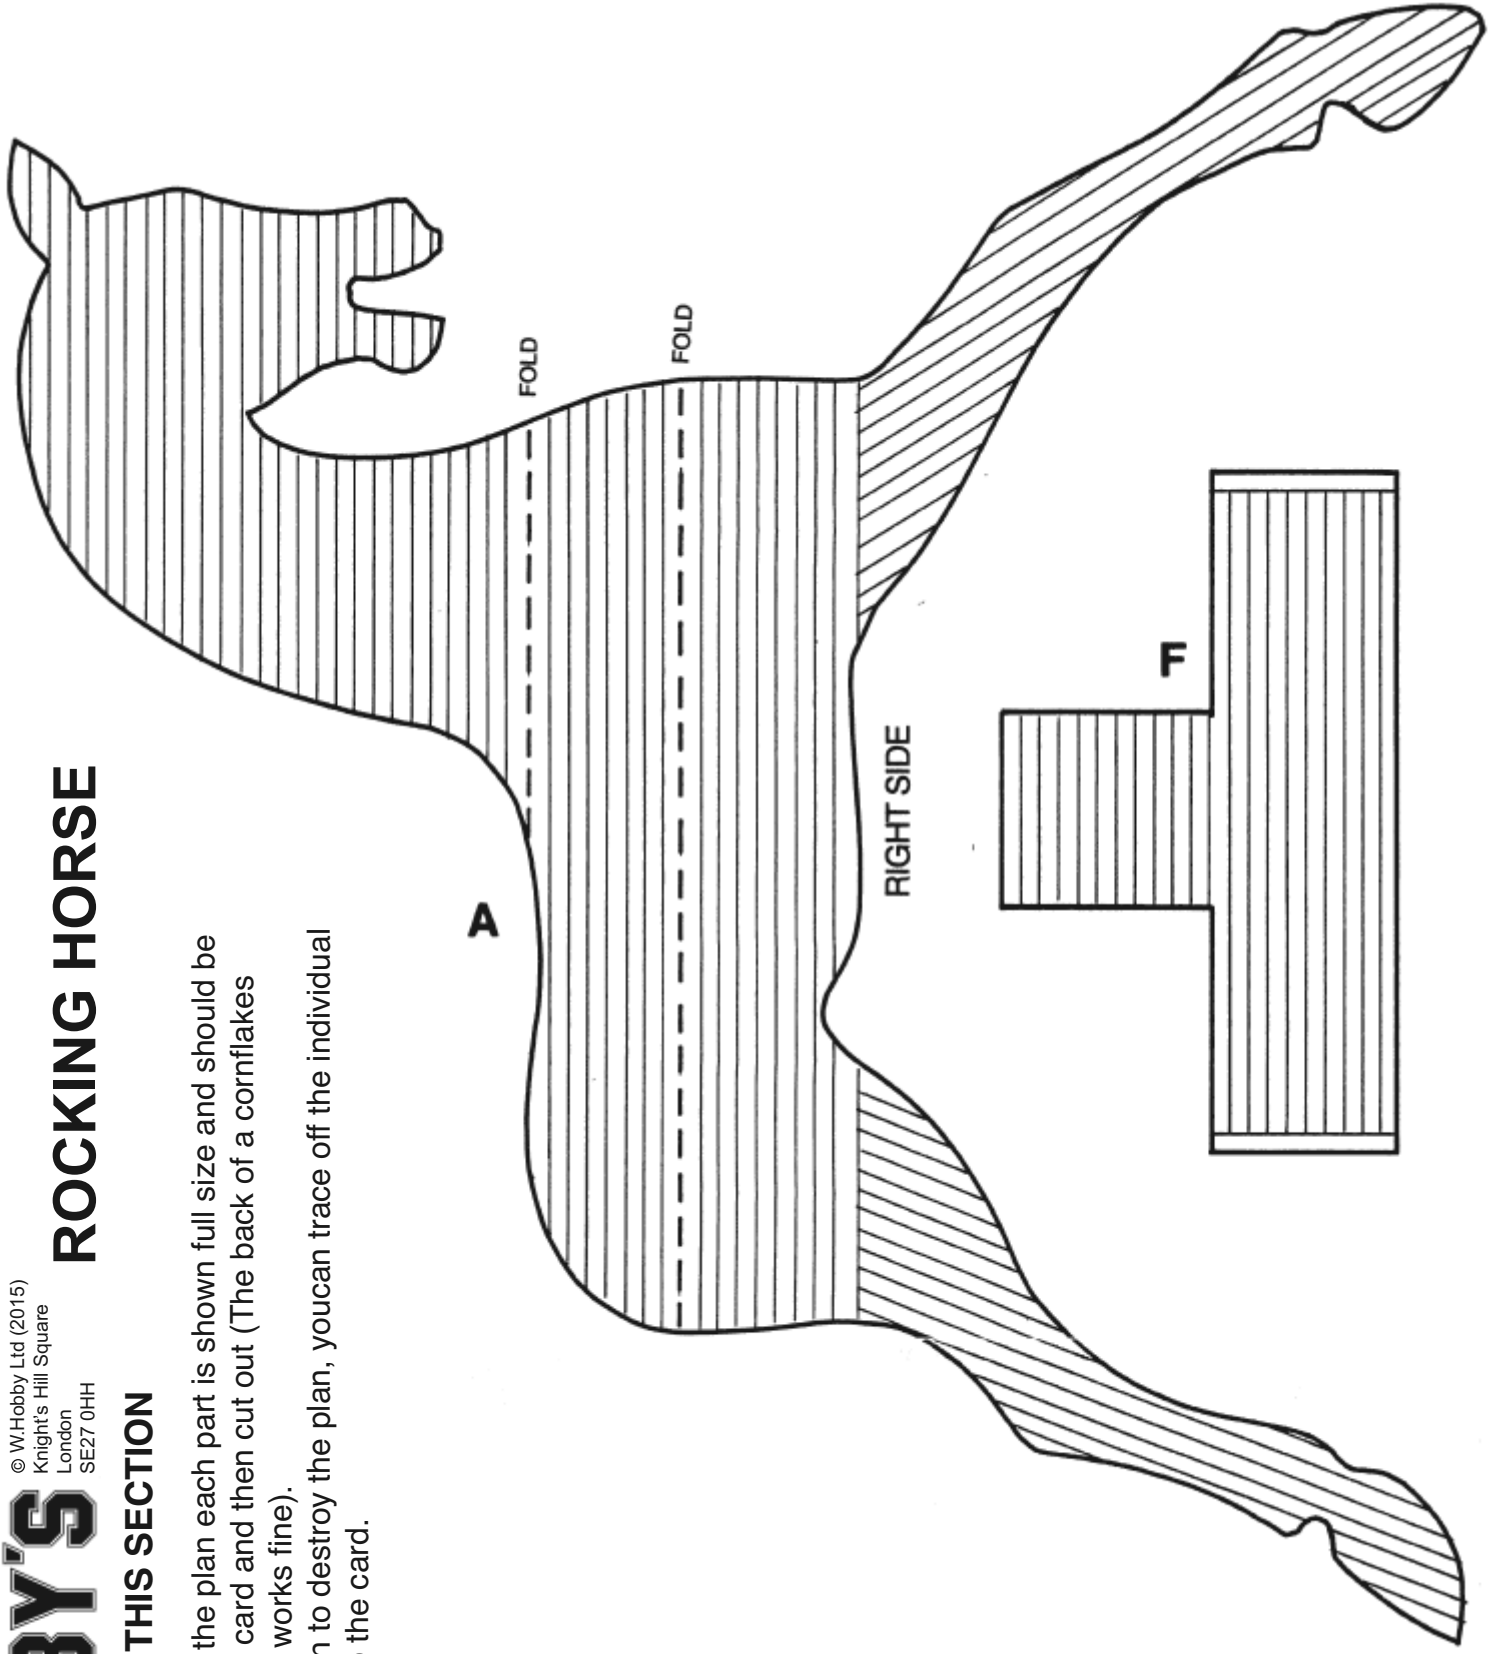 BY'S
© W.Hobby Ltd (2015)
Knight's Hill Square
London
SE27 0HH
ROCKING HORSE
THIS SECTION
the plan each part is shown full size and should be
card and then cut out (The back of a cornflakes
works fine).
to destroy the plan, youcan trace off the individual
the card.
A
FOLD
FOLD
RIGHT SIDE
F